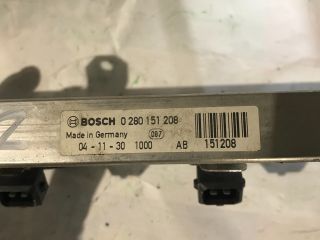 BOSCH 0 280 151 208
Made in Germany 087
04 - 11 - 30 1000 AB 151208